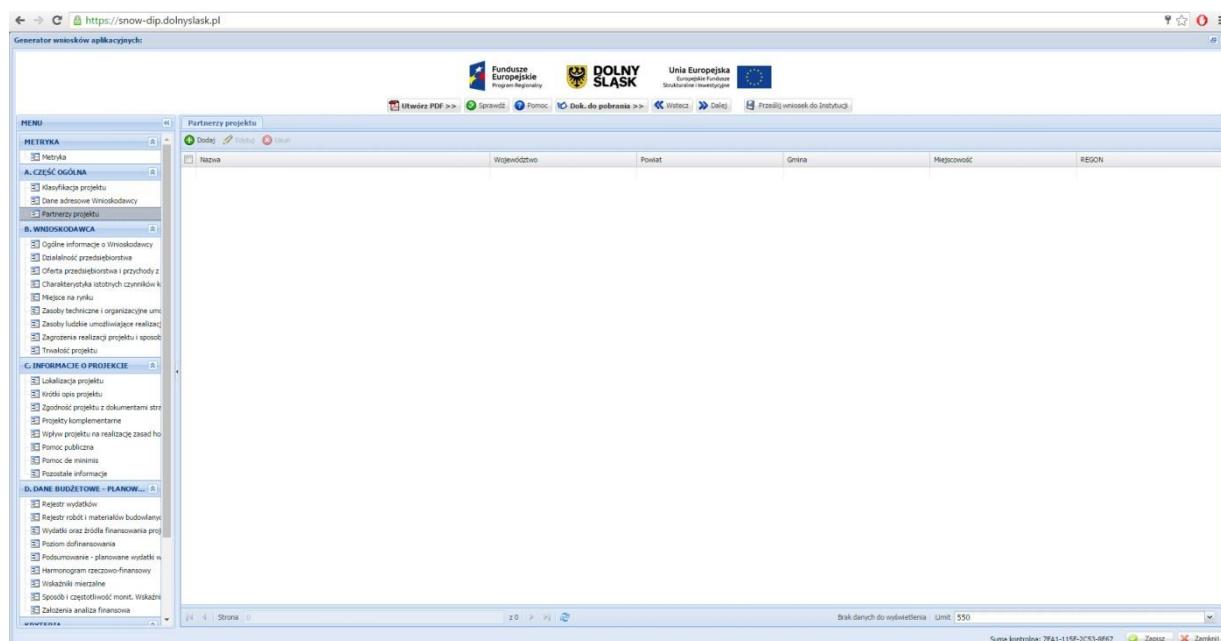 https://snow-dip.dolnyslask.pl
Generator wniosków aplikacyjnych:
Fundusze Europejskie Program Regionalny
DOLNY ŚLĄSK
Unia Europejska Europejskie Fundusze Strukturalne i Inwestycyjne
Utwórz PDF >> Sprawdź Pomoc Dok. do pobrania >> Wstecz Dalej Prześlij wniosek do Instytucji
MENU
METRYKA
Metryka
A. CZĘŚĆ OGÓLNA
Klasyfikacja projektu
Dane adresowe Wnioskodawcy
Partnerzy projektu
B. WNIOSKODAWCA
Ogólne informacje o Wnioskodawcy
Działalność przedsiębiorstwa
Oferta przedsiębiorstwa i przychody z
Charakterystyka istotnych czynników k
Miejsce na rynku
Zasoby techniczne i organizacyjne umo
Zasoby ludzkie umożliwiające realizacj
Zagrożenia realizacji projektu i sposob
Trwałość projektu
C. INFORMACJE O PROJEKCIE
Lokalizacja projektu
Krótki opis projektu
Zgodność projektu z dokumentami stra
Projekty komplementarne
Wpływ projektu na realizację zasad ho
Pomoc publiczna
Pomoc de minimis
Pozostałe informacje
D. DANE BUDŻETOWE - PLANOW...
Rejestr wydatków
Rejestr robót i materiałów budowlanyc
Wydatki oraz źródła finansowania proj
Poziom dofinansowania
Podsumowanie - planowane wydatki w
Harmonogram rzeczowo-finansowy
Wskaźniki mierzalne
Sposób i częstotliwość monit. Wskaźni
Założenia analiza finansowa
KRYTERIA
Partnerzy projektu
Dodaj Edytuj Usuń
Nazwa Województwo Powiat Gmina Miejscowość REGON
Strona 0 z 0 Brak danych do wyświetlenia Limit 550
Suma kontrolna: 7EA1-115E-2C53-8F67 Zapisz Zamknij